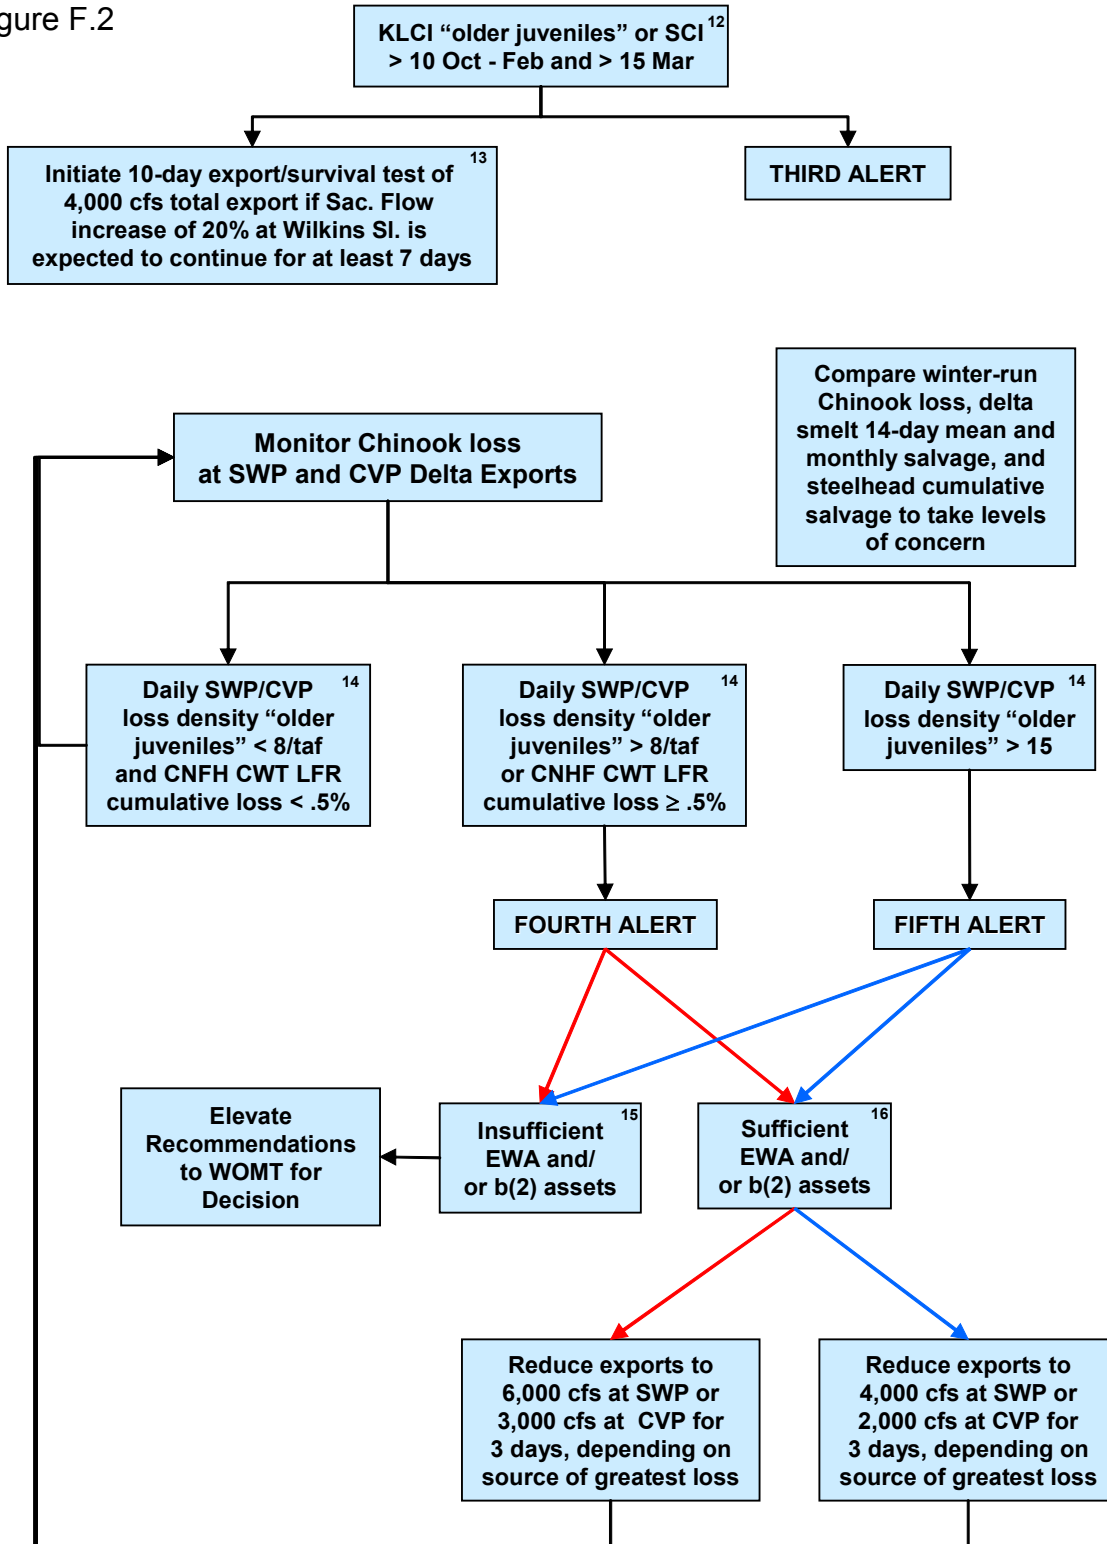 gure F.2
KLCI “older juveniles” or SCI 12
> 10 Oct - Feb and > 15 Mar
Initiate 10-day export/survival test of 13
4,000 cfs total export if Sac. Flow
increase of 20% at Wilkins Sl. is
expected to continue for at least 7 days
THIRD ALERT
Compare winter-run
Chinook loss, delta
smelt 14-day mean and
monthly salvage, and
steelhead cumulative
salvage to take levels
of concern
Monitor Chinook loss
at SWP and CVP Delta Exports
Daily SWP/CVP 14
loss density “older
juveniles” < 8/taf
and CNFH CWT LFR
cumulative loss < .5%
Daily SWP/CVP 14
loss density “older
juveniles” > 8/taf
or CNHF CWT LFR
cumulative loss ≥ .5%
Daily SWP/CVP 14
loss density “older
juveniles” > 15
FOURTH ALERT
FIFTH ALERT
Elevate
Recommendations
to WOMT for
Decision
15
Insufficient
EWA and/
or b(2) assets
16
Sufficient
EWA and/
or b(2) assets
Reduce exports to
6,000 cfs at SWP or
3,000 cfs at CVP for
3 days, depending on
source of greatest loss
Reduce exports to
4,000 cfs at SWP or
2,000 cfs at CVP for
3 days, depending on
source of greatest loss